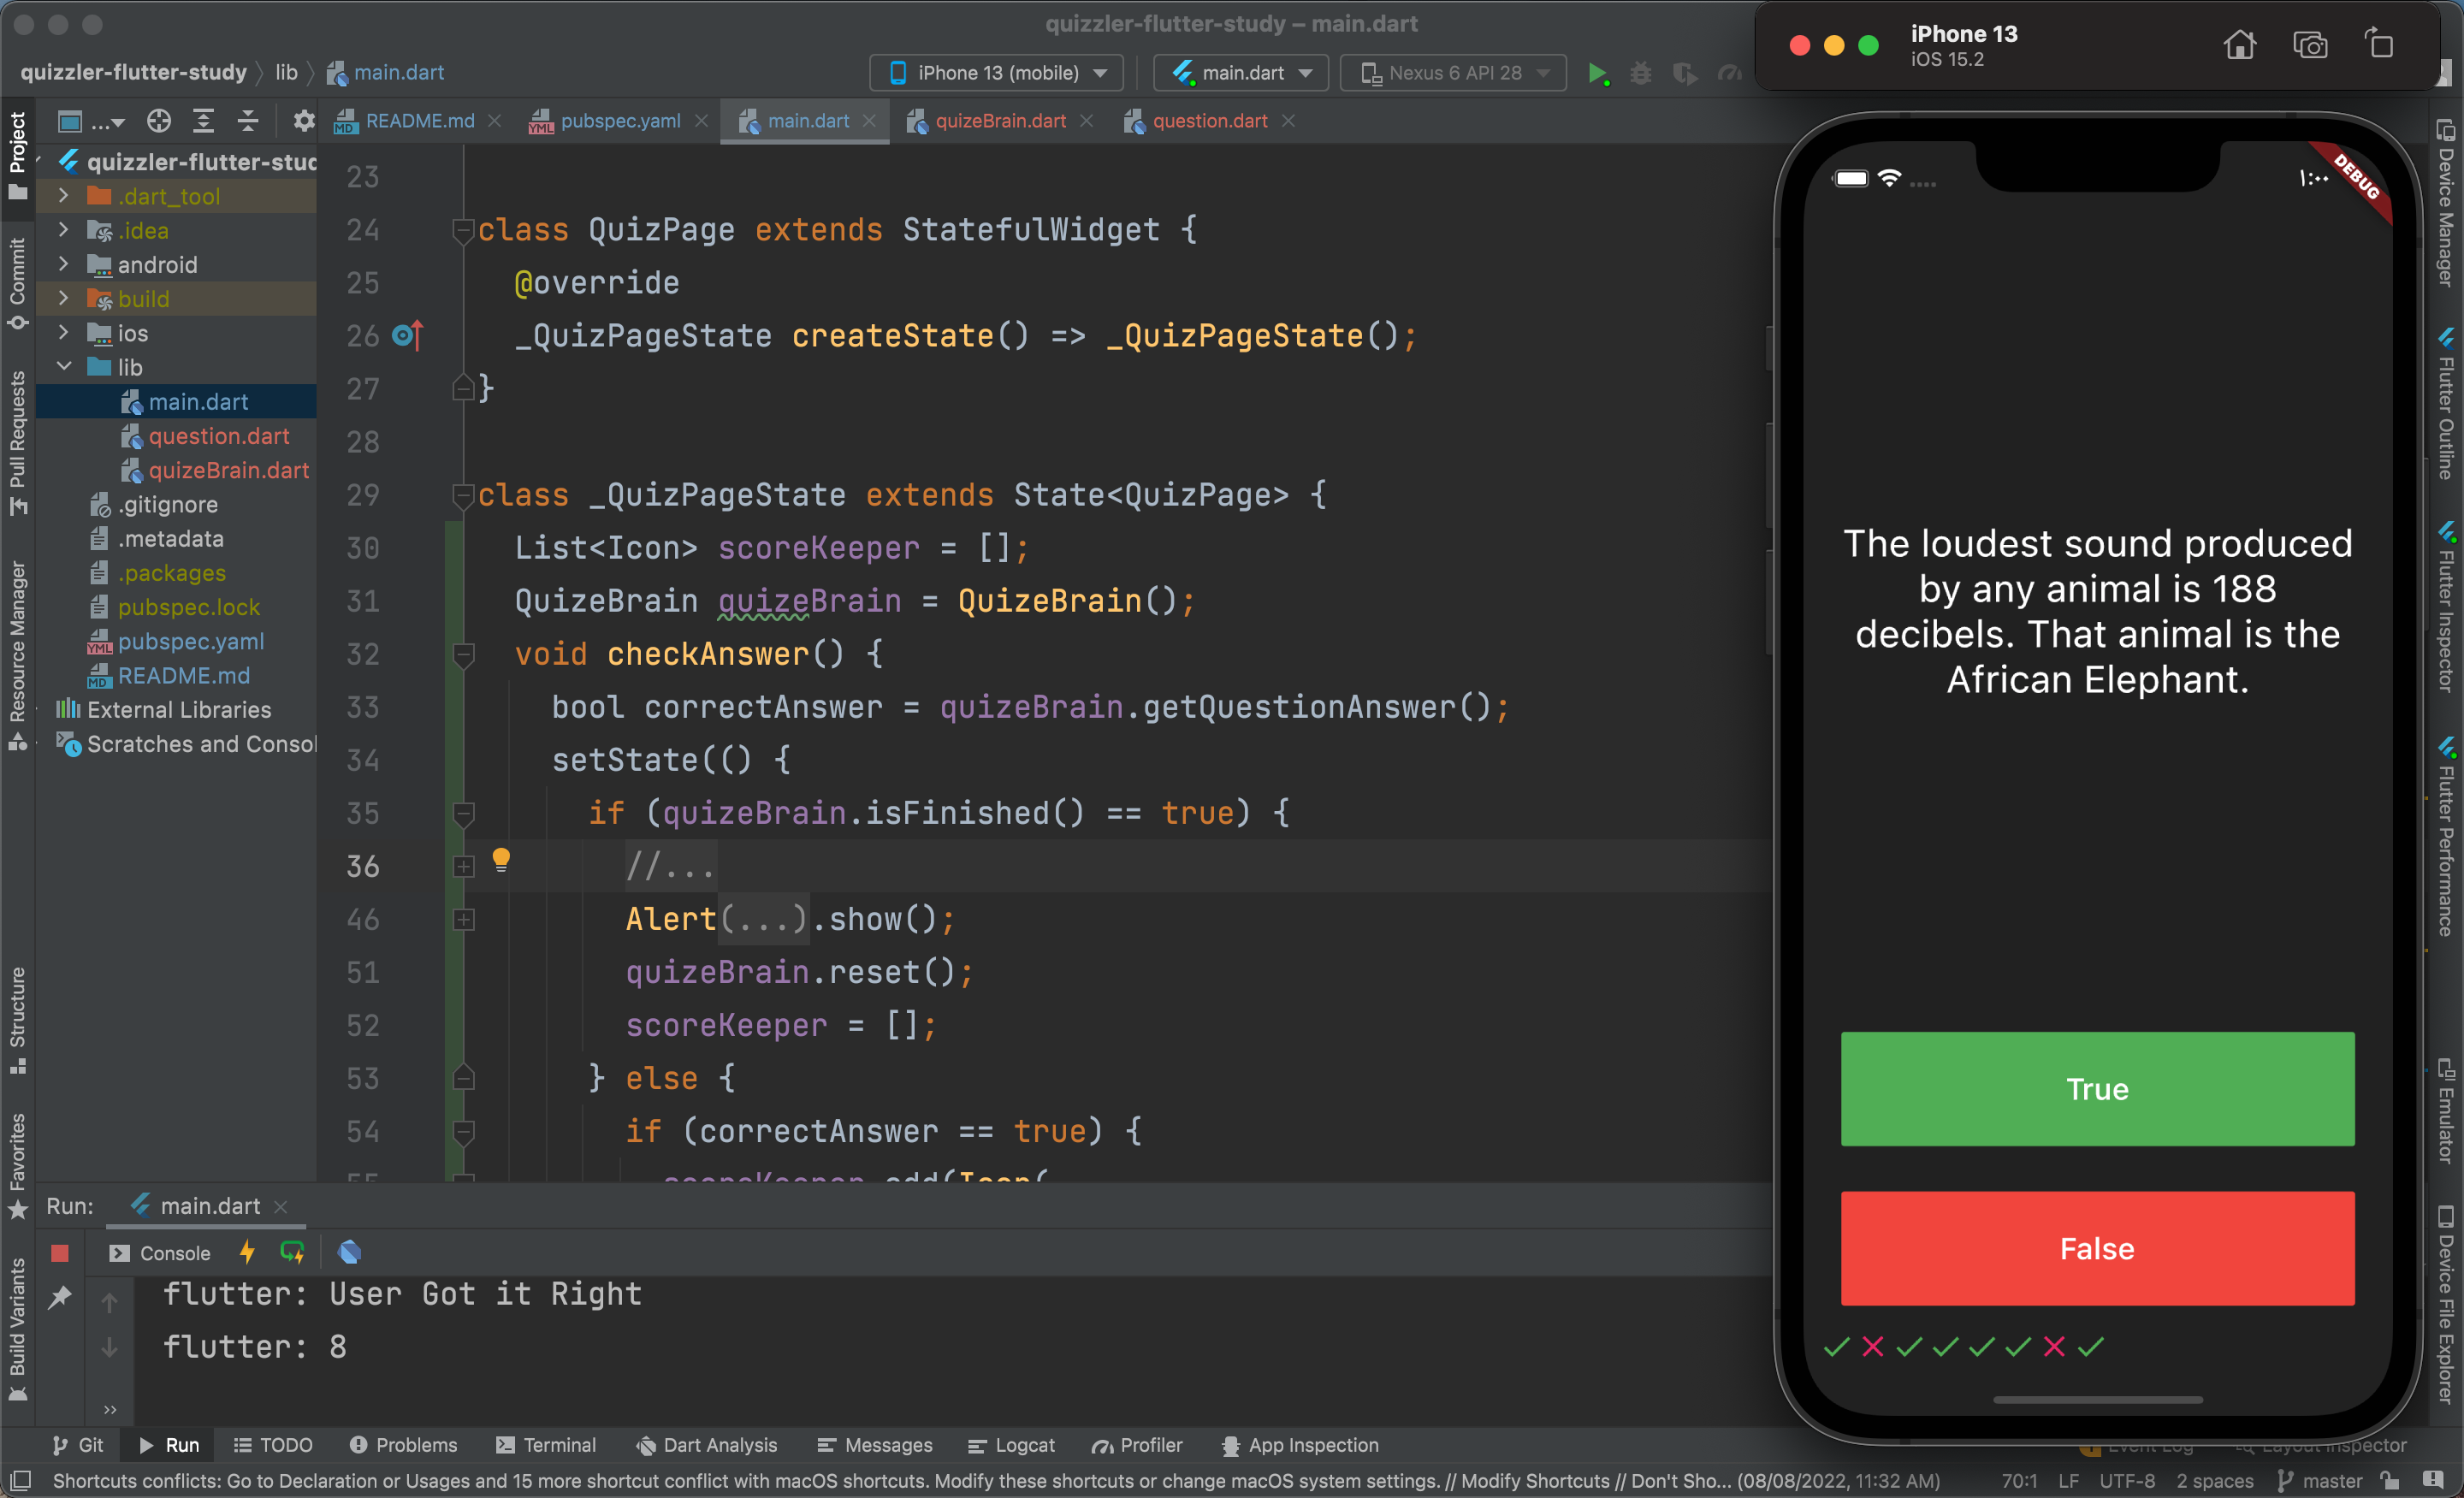 quizzler-flutter-study – main.dart
quizzler-flutter-study
lib
main.dart
iPhone 13 (mobile)
main.dart
Nexus 6 API 28
...
README.md
pubspec.yaml
main.dart
quizeBrain.dart
question.dart
Project
Commit
Pull Requests
Resource Manager
Structure
Favorites
Build Variants
quizzler-flutter-stud
.dart_tool
.idea
android
build
ios
lib
main.dart
question.dart
quizeBrain.dart
.gitignore
.metadata
.packages
pubspec.lock
YML pubspec.yaml
MD README.md
External Libraries
Scratches and Consol
23
24 class QuizPage extends StatefulWidget {
25 @override
26 _QuizPageState createState() => _QuizPageState();
27 }
28
29 class _QuizPageState extends State<QuizPage> {
30 List<Icon> scoreKeeper = [];
31 QuizeBrain quizeBrain = QuizeBrain();
32 void checkAnswer() {
33 bool correctAnswer = quizeBrain.getQuestionAnswer();
34 setState(() {
35 if (quizeBrain.isFinished() == true) {
36 //...
46 Alert(...).show();
51 quizeBrain.reset();
52 scoreKeeper = [];
53 } else {
54 if (correctAnswer == true) {
55 scoreKeeper.add(Icon(
Run:
main.dart
Console
flutter: User Got it Right
flutter: 8
iPhone 13
iOS 15.2
١:٠٠
DEBUG
The loudest sound produced
by any animal is 188
decibels. That animal is the
African Elephant.
True
False
Device Manager
Flutter Outline
Flutter Inspector
Flutter Performance
Emulator
Device File Explorer
Git
Run
TODO
Problems
Terminal
Dart Analysis
Messages
Logcat
Profiler
App Inspection
Event Log
Layout Inspector
Shortcuts conflicts: Go to Declaration or Usages and 15 more shortcut conflict with macOS shortcuts. Modify these shortcuts or change macOS system settings. // Modify Shortcuts // Don't Sho... (08/08/2022, 11:32 AM)
70:1
LF
UTF-8
2 spaces
master